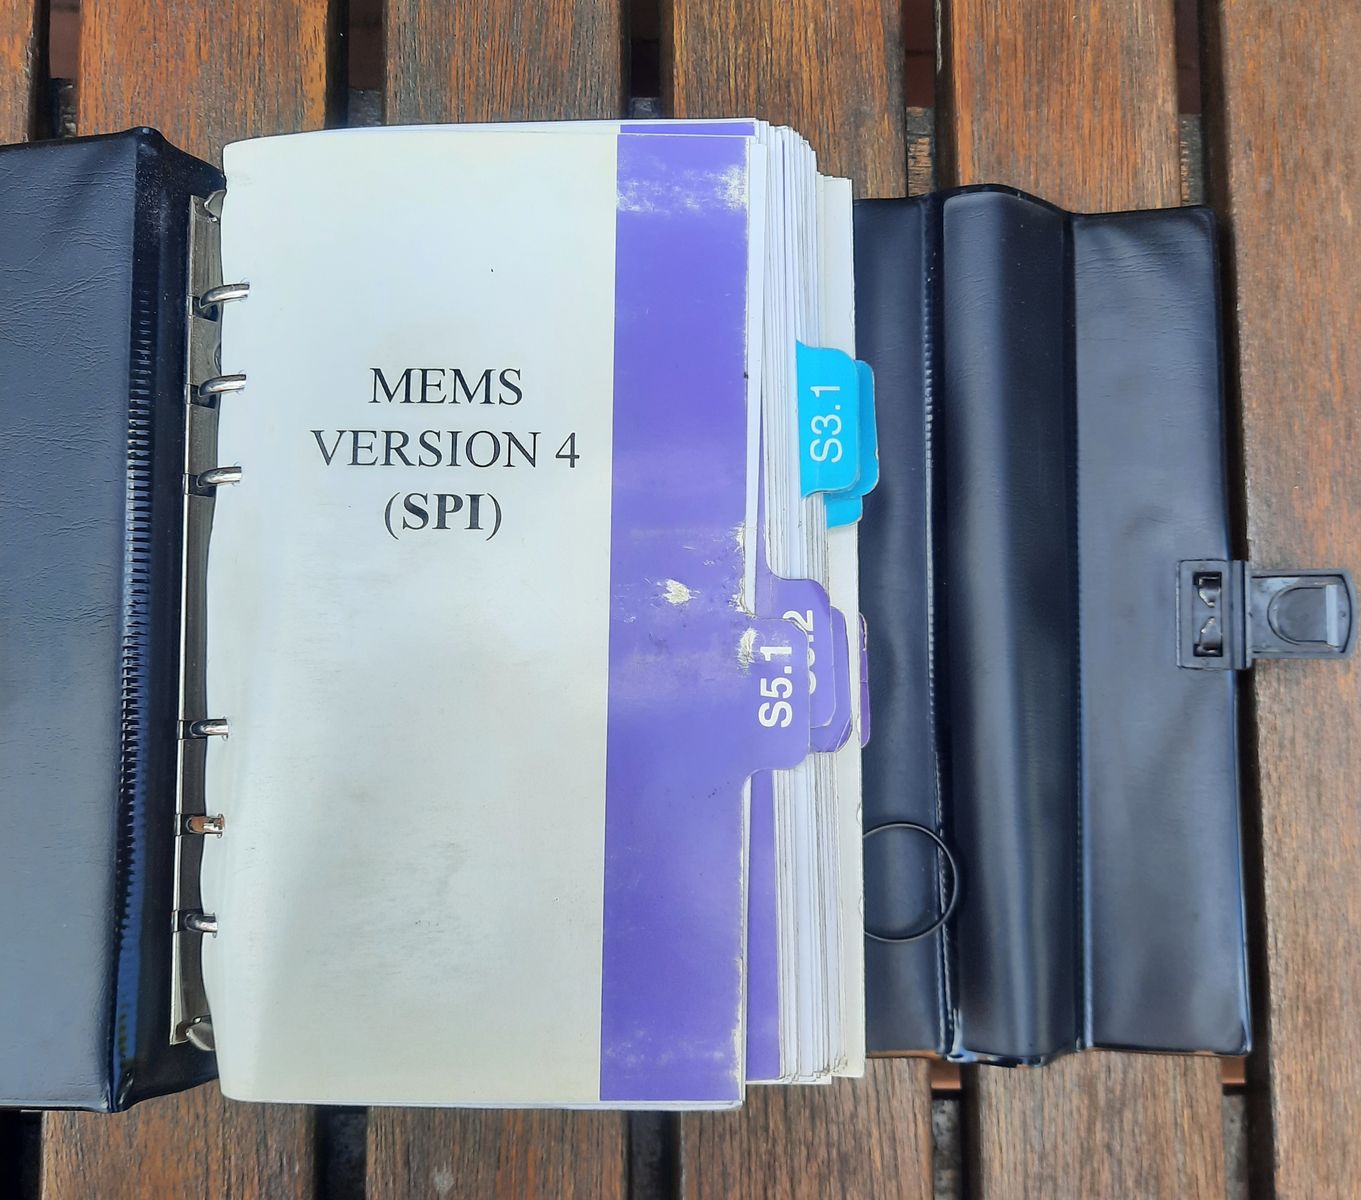 MEMS
VERSION 4
(SPI)
S3.1
S5.1